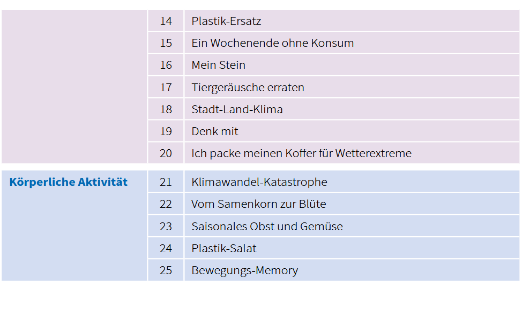 14 Plastik-Ersatz
15 Ein Wochenende ohne Konsum
16 Mein Stein
17 Tiergeräusche erraten
18 Stadt-Land-Klima
19 Denk mit
20 Ich packe meinen Koffer für Wetterextreme
Körperliche Aktivität 21 Klimawandel-Katastrophe
22 Vom Samenkorn zur Blüte
23 Saisonales Obst und Gemüse
24 Plastik-Salat
25 Bewegungs-Memory